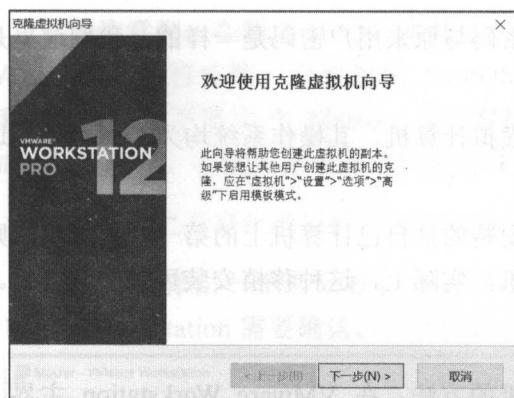 克隆虚拟机向导
欢迎使用克隆虚拟机向导
VMWARE®
WORKSTATION
PRO
12
此向导将帮助您创建此虚拟机的副本。
如果您想让其他用户创建此虚拟机的克
隆，应在“虚拟机”>“设置”>“选项”>“高
级”下启用模板模式。
下一步(N) >
取消